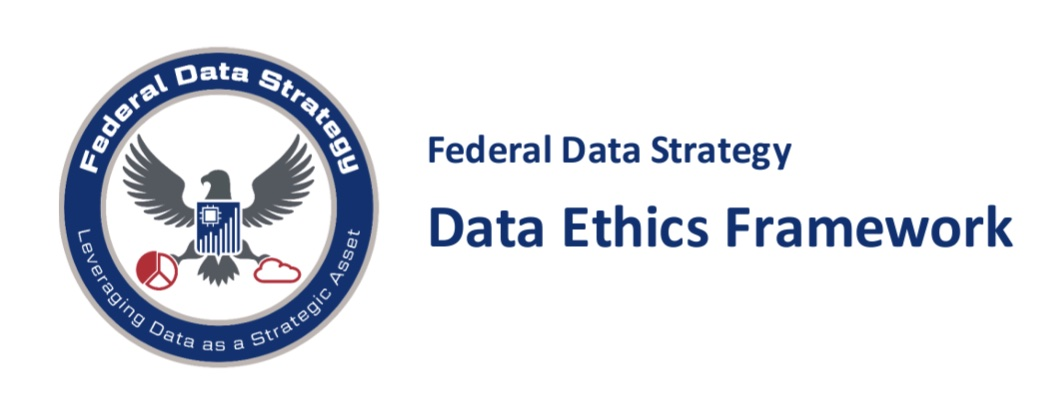 Federal Data Strategy
Leveraging Data as a Strategic Asset
Federal Data Strategy
Data Ethics Framework